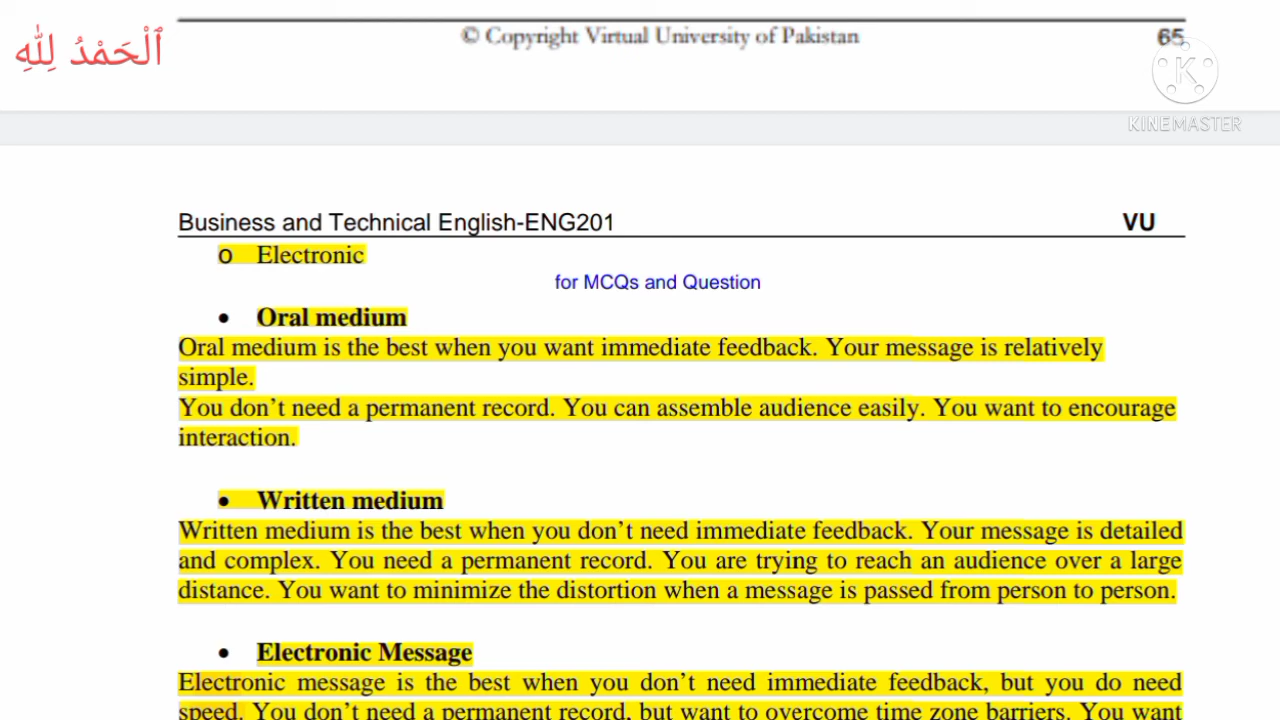 ٱلْحَمْدُ لِلَّٰهِ
© Copyright Virtual University of Pakistan 65
KINEMASTER
Business and Technical English-ENG201 VU
o Electronic
for MCQs and Question
• Oral medium
Oral medium is the best when you want immediate feedback. Your message is relatively
simple.
You don't need a permanent record. You can assemble audience easily. You want to encourage
interaction.
• Written medium
Written medium is the best when you don't need immediate feedback. Your message is detailed
and complex. You need a permanent record. You are trying to reach an audience over a large
distance. You want to minimize the distortion when a message is passed from person to person.
• Electronic Message
Electronic message is the best when you don't need immediate feedback, but you do need
speed. You don't need a permanent record, but want to overcome time zone barriers. You want